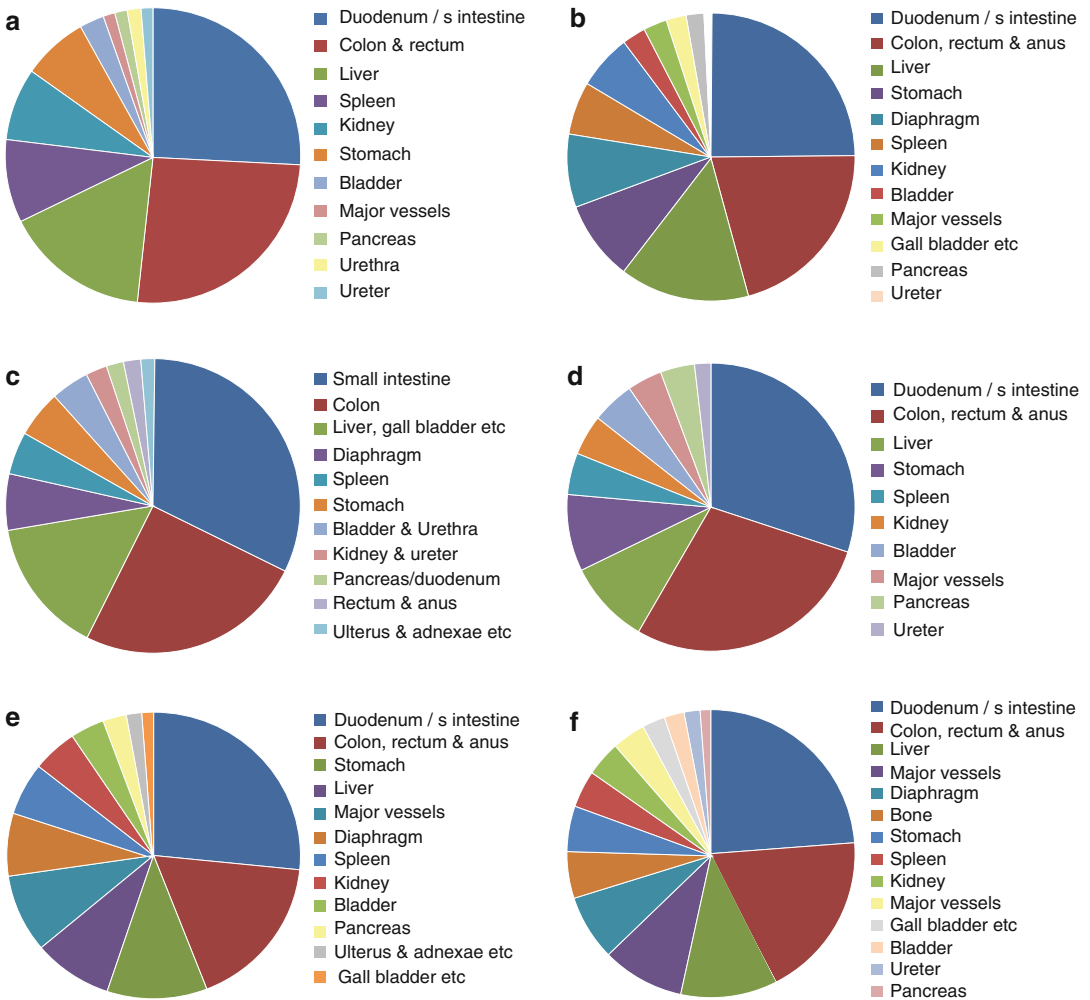 a
Duodenum / s intestine
Colon & rectum
Liver
Spleen
Kidney
Stomach
Bladder
Major vessels
Pancreas
Urethra
Ureter
b
Duodenum / s intestine
Colon, rectum & anus
Liver
Stomach
Diaphragm
Spleen
Kidney
Bladder
Major vessels
Gall bladder etc
Pancreas
Ureter
c
Small intestine
Colon
Liver, gall bladder etc
Diaphragm
Spleen
Stomach
Bladder & Urethra
Kidney & ureter
Pancreas/duodenum
Rectum & anus
Ulterus & adnexae etc
d
Duodenum / s intestine
Colon, rectum & anus
Liver
Stomach
Spleen
Kidney
Bladder
Major vessels
Pancreas
Ureter
e
Duodenum / s intestine
Colon, rectum & anus
Stomach
Liver
Major vessels
Diaphragm
Spleen
Kidney
Bladder
Pancreas
Ulterus & adnexae etc
Gall bladder etc
f
Duodenum / s intestine
Colon, rectum & anus
Liver
Major vessels
Diaphragm
Bone
Stomach
Spleen
Kidney
Major vessels
Gall bladder etc
Bladder
Ureter
Pancreas